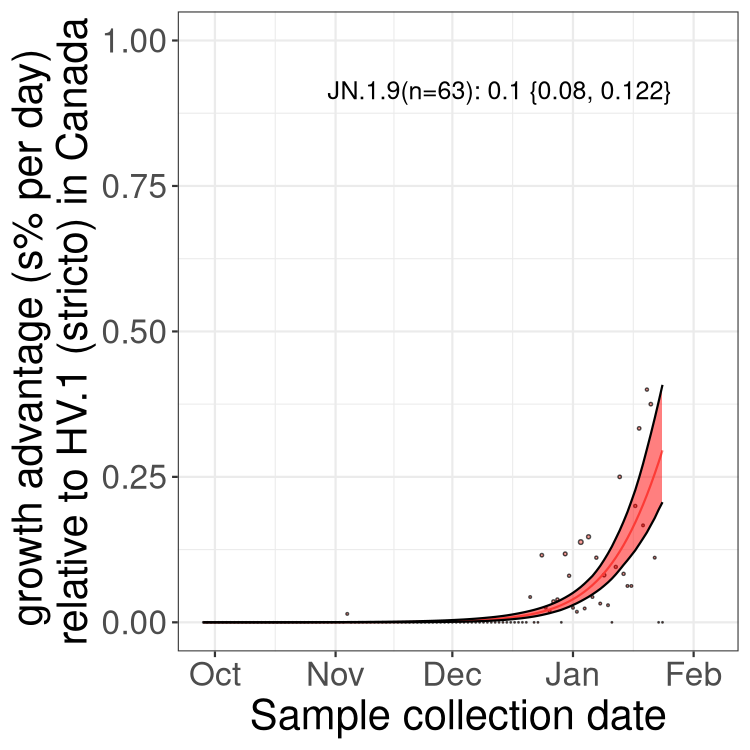 growth advantage (s% per day)
relative to HV.1 (stricto) in Canada
1.00
0.75
0.50
0.25
0.00
JN.1.9(n=63): 0.1 {0.08, 0.122}
Oct Nov Dec Jan Feb
Sample collection date